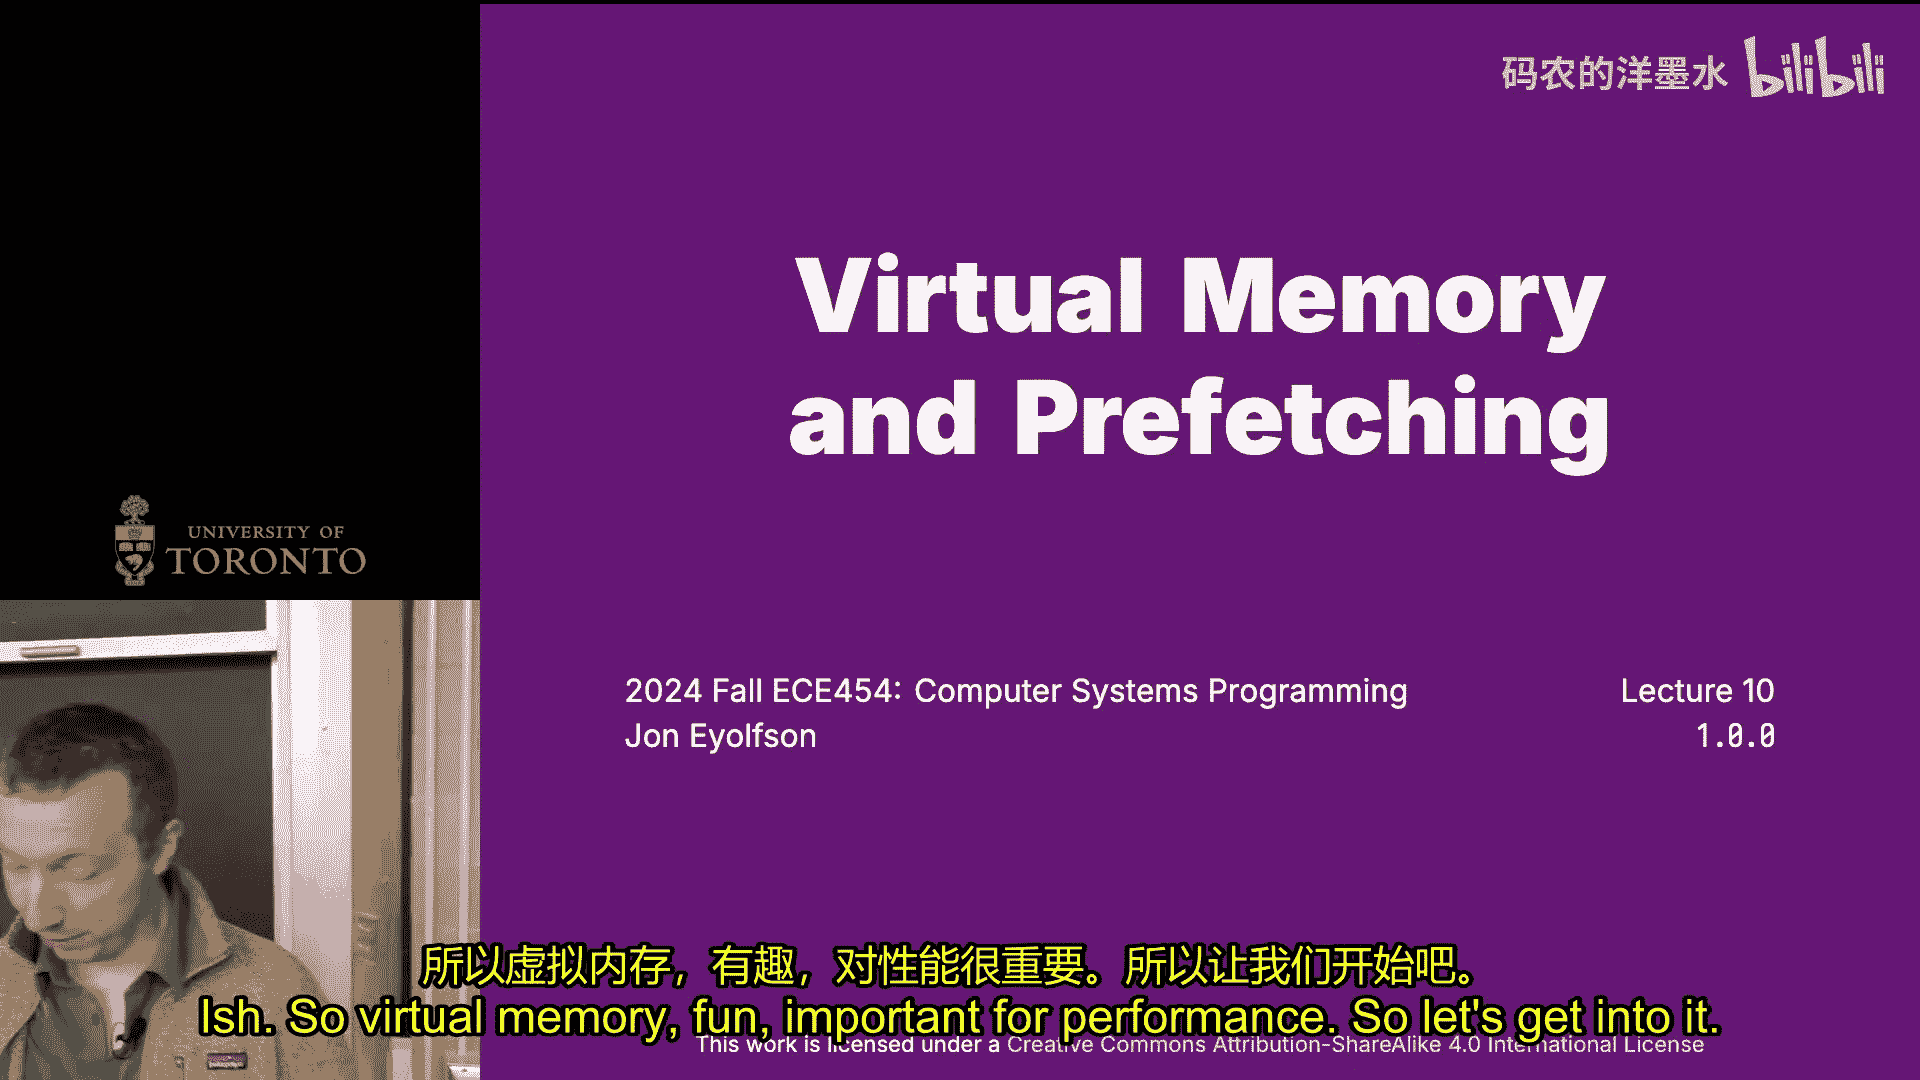 码农的洋墨水 bilibili
Virtual Memory
and Prefetching
UNIVERSITY OF
TORONTO
2024 Fall ECE454: Computer Systems Programming
Lecture 10
Jon Eyolfson
1.0.0
所以虚拟内存，有趣，对性能很重要。所以让我们开始吧。
Ish. So virtual memory, fun, important for performance. So let's get into it.
This work is licensed under a Creative Commons Attribution-ShareAlike 4.0 International License